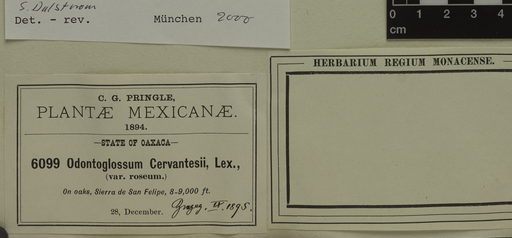 S. Dalström
Det. - rev. München 2000
0 1 2 3 4
cm
C. G. PRINGLE,
PLANTÆ MEXICANÆ.
1894.
—STATE OF OAXACA—
6099 Odontoglossum Cervantesii, Lex.,
(var. roseum.)
On oaks, Sierra de San Felipe, 8-9,000 ft.
28, December. 1895.
HERBARIUM REGIUM MONACENSE.